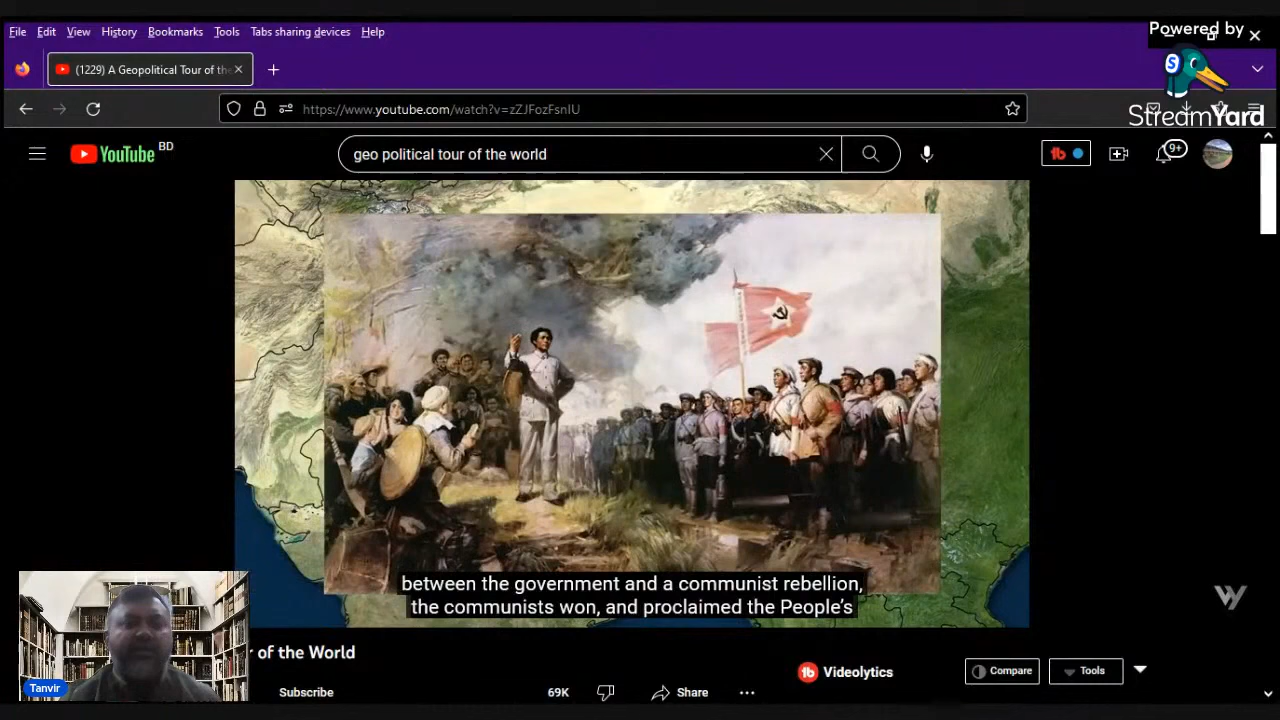 File Edit View History Bookmarks Tools Tabs sharing devices Help
Powered by
(1229) A Geopolitical Tour of the
StreamYard
https://www.youtube.com/watch?v=zZJFozFsnIU
YouTube BD
geo political tour of the world
9+
between the government and a communist rebellion,
the communists won, and proclaimed the People's
of the World
Videolytics
Compare
Tools
Tanvir
Subscribe
69K
Share